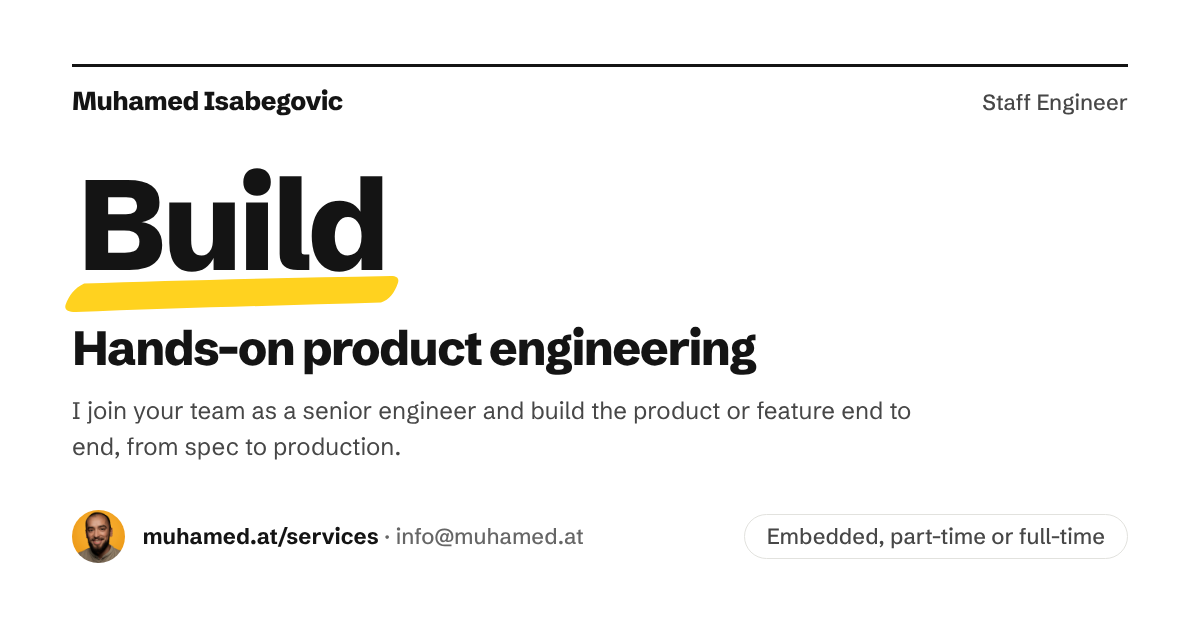 Muhamed Isabegovic
Staff Engineer
Build
Hands-on product engineering
I join your team as a senior engineer and build the product or feature end to
end, from spec to production.
muhamed.at/services · info@muhamed.at
Embedded, part-time or full-time